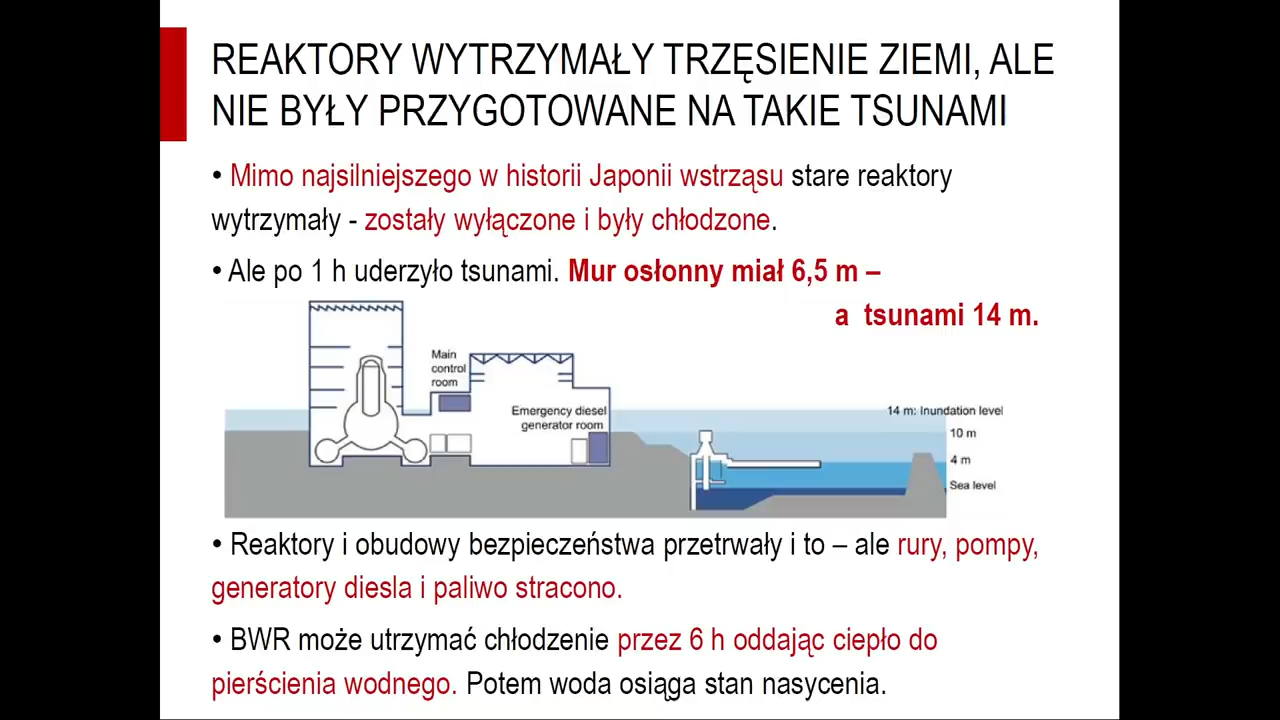 REAKTORY WYTRZYMAŁY TRZĘSIENIE ZIEMI, ALE
NIE BYŁY PRZYGOTOWANE NA TAKIE TSUNAMI
• Mimo najsilniejszego w historii Japonii wstrząsu stare reaktory
wytrzymały - zostały wyłączone i były chłodzone.
• Ale po 1 h uderzyło tsunami. Mur osłonny miał 6,5 m –
a tsunami 14 m.
Main
control
room
Emergency diesel
generator room
14 m: Inundation level
10 m
4 m
Sea level
• Reaktory i obudowy bezpieczeństwa przetrwały i to – ale rury, pompy,
generatory diesla i paliwo stracono.
• BWR może utrzymać chłodzenie przez 6 h oddając ciepło do
pierścienia wodnego. Potem woda osiąga stan nasycenia.